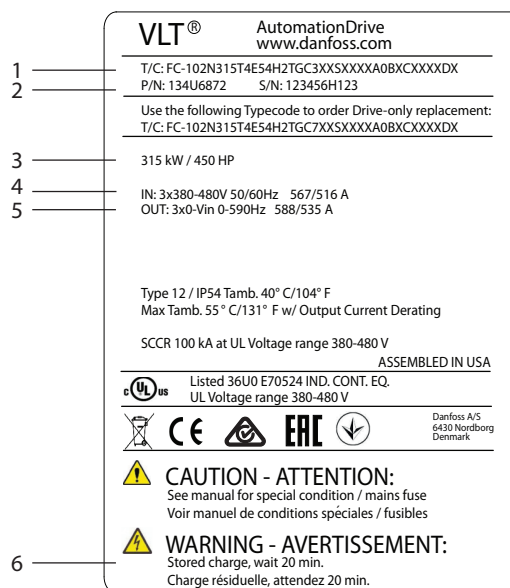 VLT® AutomationDrive
www.danfoss.com
1 T/C: FC-102N315T4E54H2TGC3XXSXXXXA0BXCXXXXDX
2 P/N: 134U6872 S/N: 123456H123
Use the following Typecode to order Drive-only replacement:
T/C: FC-102N315T4E54H2TGC7XXSXXXXA0BXCXXXXDX
3 315 kW / 450 HP
4 IN: 3x380-480V 50/60Hz 567/516 A
5 OUT: 3x0-Vin 0-590Hz 588/535 A
Type 12 / IP54 Tamb. 40° C/104° F
Max Tamb. 55° C/131° F w/ Output Current Derating
SCCR 100 kA at UL Voltage range 380-480 V
ASSEMBLED IN USA
c UL us Listed 36U0 E70524 IND. CONT. EQ.
UL Voltage range 380-480 V
CE EAC
Danfoss A/S
6430 Nordborg
Denmark
CAUTION - ATTENTION:
See manual for special condition / mains fuse
Voir manuel de conditions spéciales / fusibles
WARNING - AVERTISSEMENT:
6 Stored charge, wait 20 min.
Charge résiduelle, attendez 20 min.